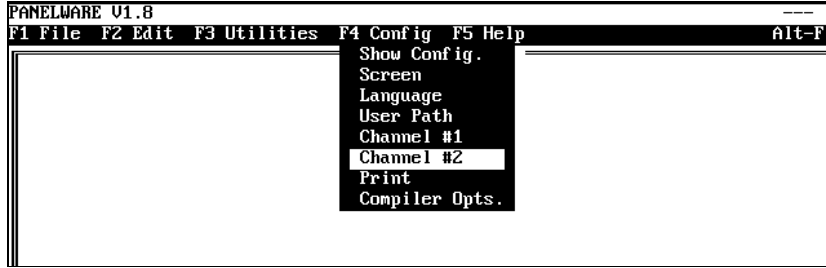 PANELWARE V1.8 ---
F1 File F2 Edit F3 Utilities F4 Config F5 Help Alt-F
Show Config.
Screen
Language
User Path
Channel #1
Channel #2
Print
Compiler Opts.